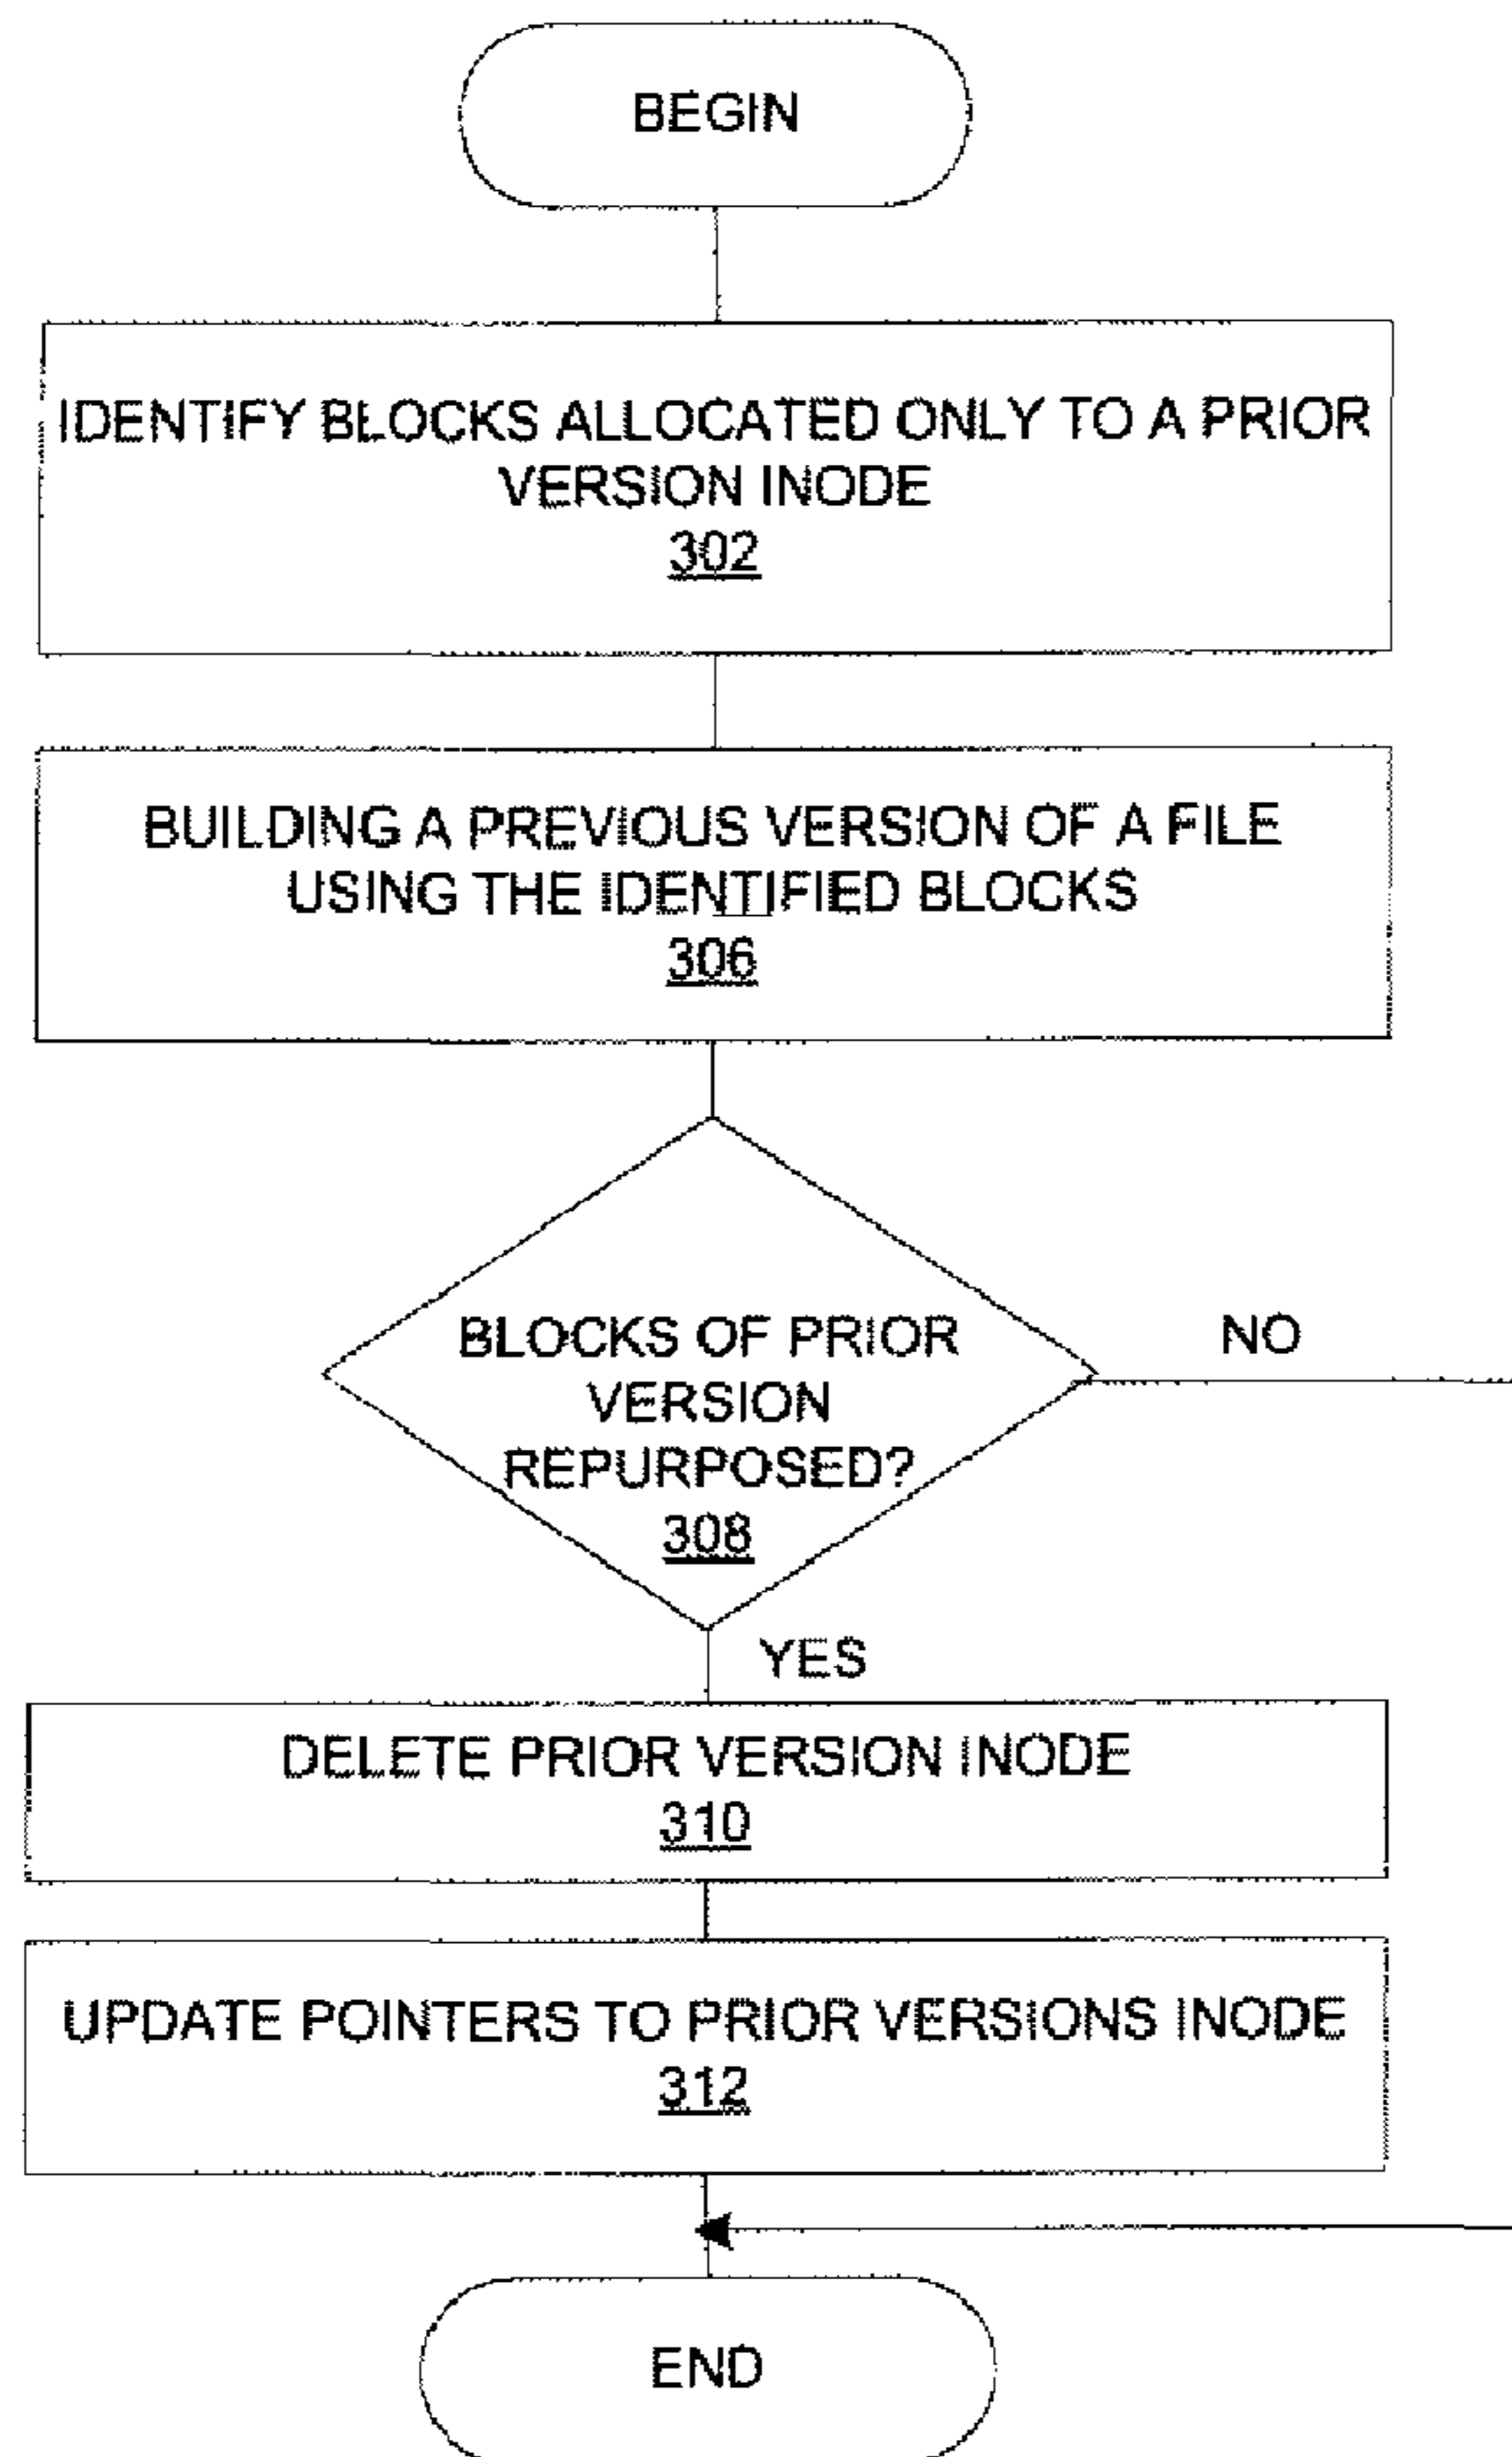 BEGIN
IDENTIFY BLOCKS ALLOCATED ONLY TO A PRIOR
VERSION INODE
302
BUILDING A PREVIOUS VERSION OF A FILE
USING THE IDENTIFIED BLOCKS
306
BLOCKS OF PRIOR
VERSION
REPURPOSED?
308
NO
YES
DELETE PRIOR VERSION INODE
310
UPDATE POINTERS TO PRIOR VERSIONS INODE
312
END